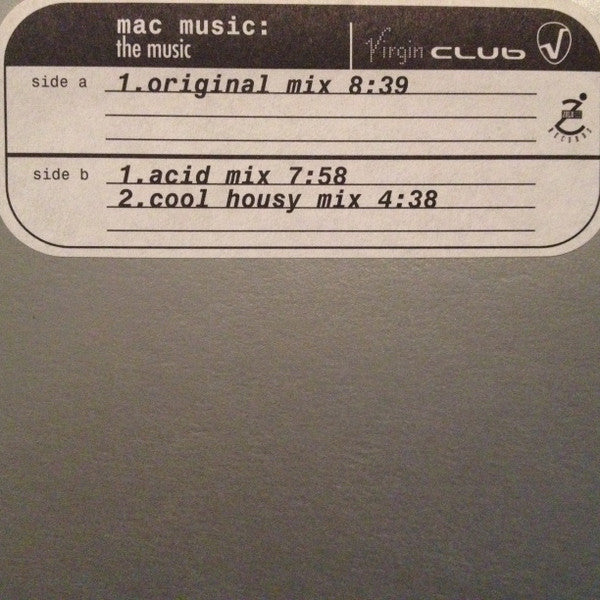 mac music:
the music
Virgin CLUB
side a
1.original mix 8:39
RECORDS
side b
1.acid mix 7:58
2.cool housy mix 4:38